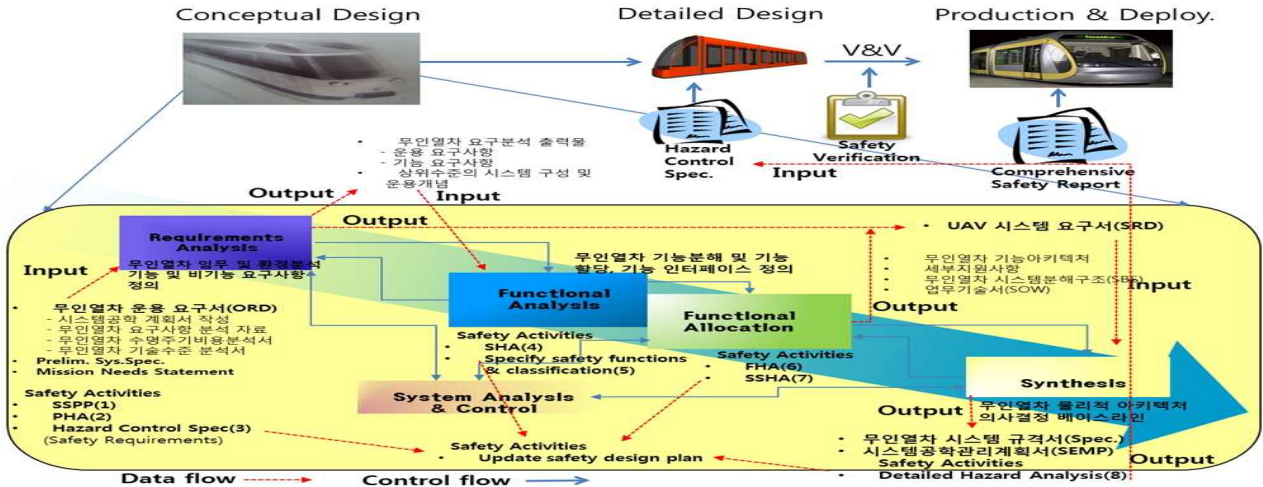 Conceptual Design
Detailed Design
Production & Deploy.
V&V
Hazard
Control
Spec.
Safety
Verification
Input
Comprehensive
Safety Report
• 무인열차 요구분석 출력물
- 운용 요구사항
- 기능 요구사항
• 상위수준의 시스템 구성 및
운용개념
Output
Input
Output
Requirements
Analysis
무인열차 임무 및 환경분석
기능 및 비기능 요구사항
정의
Input
• 무인열차 운용 요구서(ORD)
- 시스템공학 계획서 작성
- 무인열차 요구사항 분석 자료
- 무인열차 수명주기비용분석서
- 무인열차 기술수준 분석서
• Prelim. Sys.Spec.
• Mission Needs Statement
Safety Activities
• SSPP(1)
• PHA(2)
• Hazard Control Spec(3)
(Safety Requirements)
Functional
Analysis
무인열차 기능분해 및 기능
할당, 기능 인터페이스 정의
Safety Activities
• SHA(4)
• Specify safety functions
& classification(5)
Functional
Allocation
Safety Activities
• FHA(6)
• SSHA(7)
System Analysis
& Control
Safety Activities
• Update safety design plan
• UAV 시스템 요구서(SRD)
• 무인열차 기능아키텍처
• 세부지원사항
• 무인열차 시스템분해구조(SBS)
• 업무기술서(SOW)
Input
Output
Synthesis
Output
무인열차 물리적 아키텍처
의사결정 베이스라인
• 무인열차 시스템 규격서(Spec.)
• 시스템공학관리계획서(SEMP)
Safety Activities
• Detailed Hazard Analysis(8)
Output
Data flow
Control flow